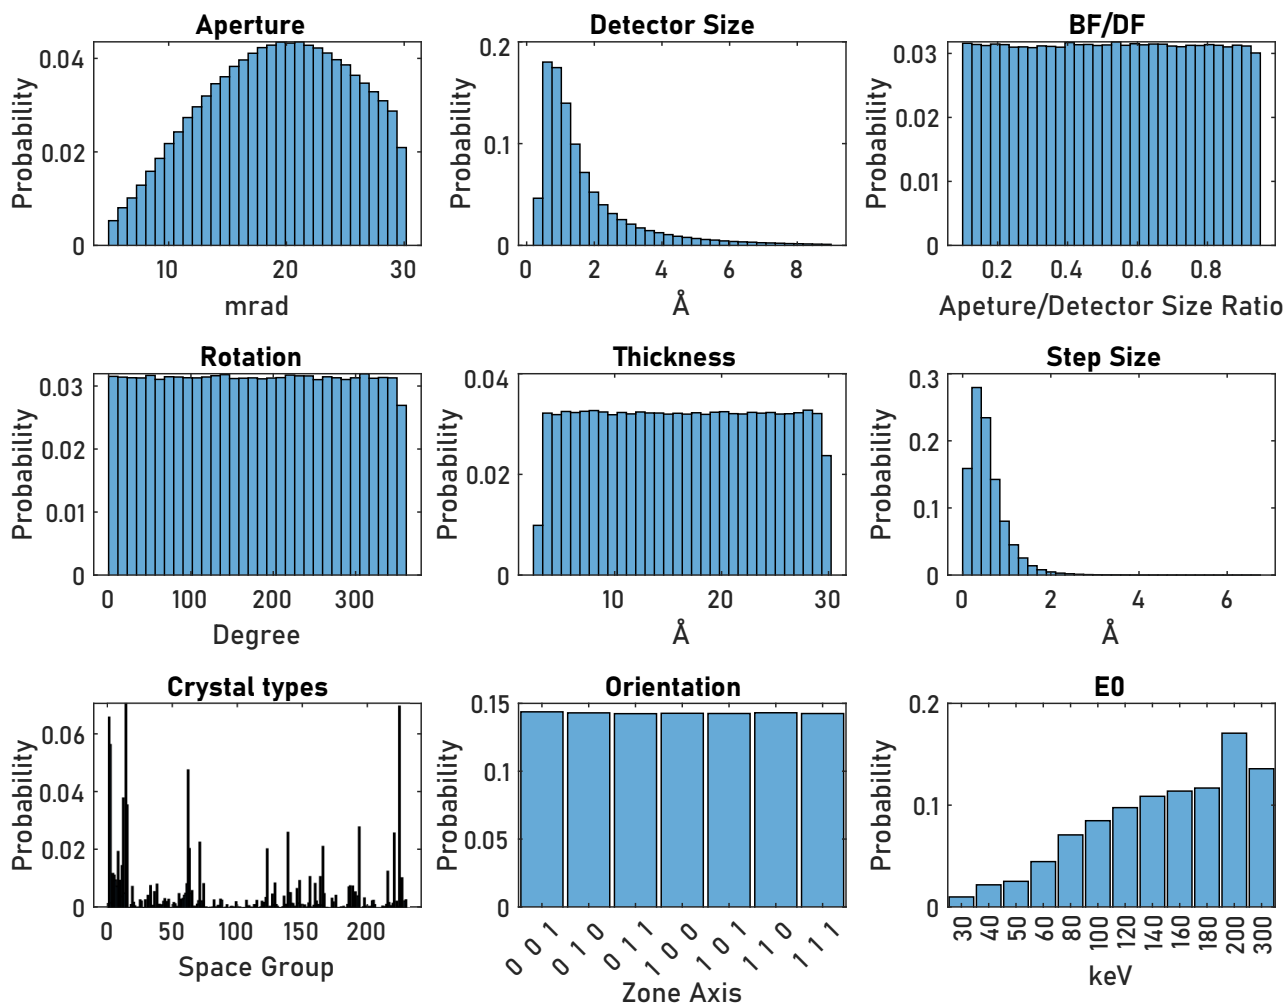 Aperture
Probability
0.04
0.02
0
10
20
30
mrad
Detector Size
Probability
0.2
0.1
0
0
2
4
6
8
Å
BF/DF
Probability
0.03
0.02
0.01
0
0.2
0.4
0.6
0.8
Apeture/Detector Size Ratio
Rotation
Probability
0.03
0.02
0.01
0
0
100
200
300
Degree
Thickness
Probability
0.04
0.02
0
10
20
30
Å
Step Size
Probability
0.3
0.2
0.1
0
0
2
4
6
Å
Crystal types
Probability
0.06
0.04
0.02
0
0
50
100
150
200
Space Group
Orientation
Probability
0.15
0.1
0.05
0
0 0 1
0 1 0
0 1 1
1 0 0
1 0 1
1 1 0
1 1 1
Zone Axis
E0
Probability
0.2
0.1
0
30
40
50
60
80
100
120
140
160
180
200
300
keV